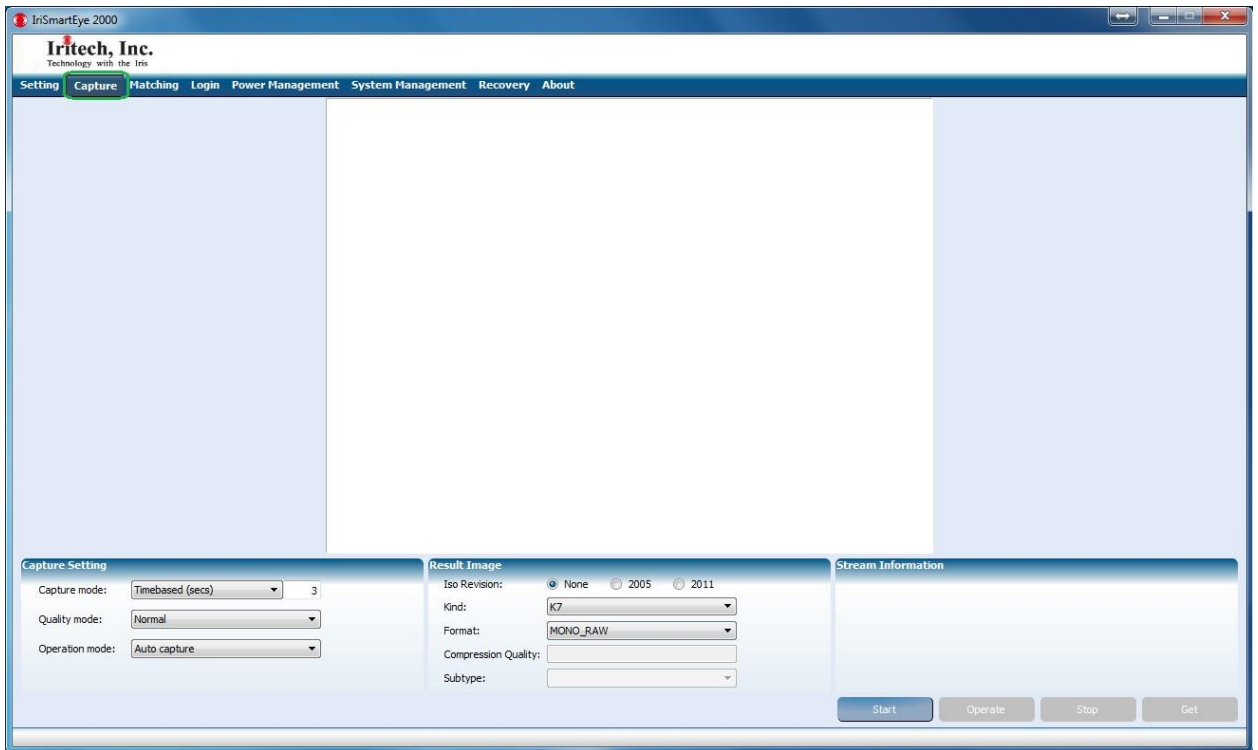 IriSmartEye 2000
Iritech, Inc.
Technology with the Iris
Setting Capture Matching Login Power Management System Management Recovery About
Capture Setting
Capture mode: Timebased (secs) 3
Quality mode: Normal
Operation mode: Auto capture
Result Image
Iso Revision: None 2005 2011
Kind: K7
Format: MONO_RAW
Compression Quality:
Subtype:
Stream Information
Start Operate Stop Get